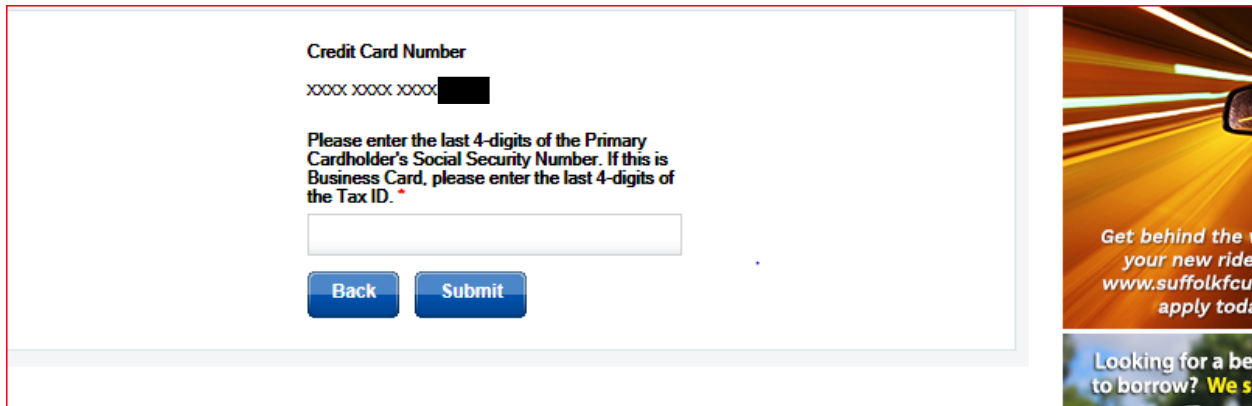 Credit Card Number
XXXX XXXX XXXX
Please enter the last 4-digits of the Primary
Cardholder's Social Security Number. If this is
Business Card, please enter the last 4-digits of
the Tax ID. *
Back
Submit
Get behind the
your new ride
www.suffolkfcu
apply
Looking for a
to borrow? We